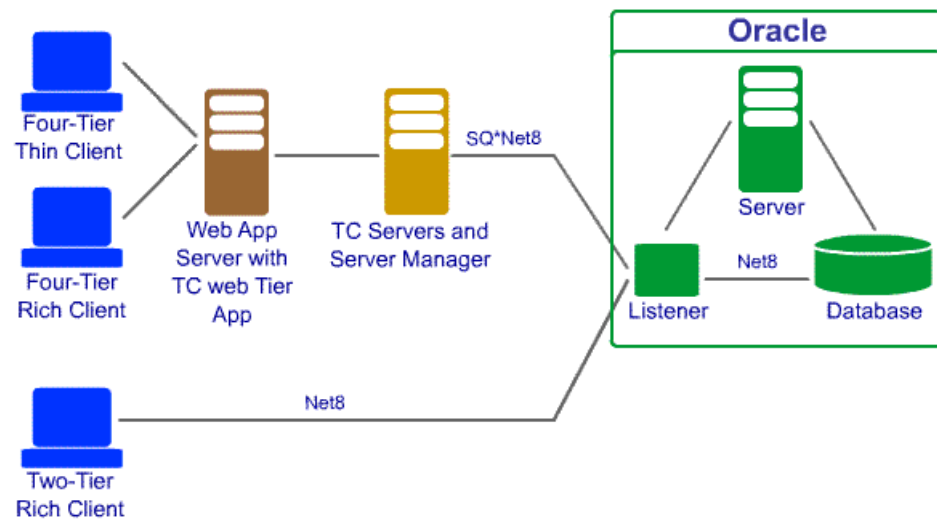 Oracle
Four-Tier
Thin Client
SQ*Net8
Server
Web App
Server with
TC web Tier
App
TC Servers and
Server Manager
Net8
Four-Tier
Rich Client
Listener
Database
Net8
Two-Tier
Rich Client